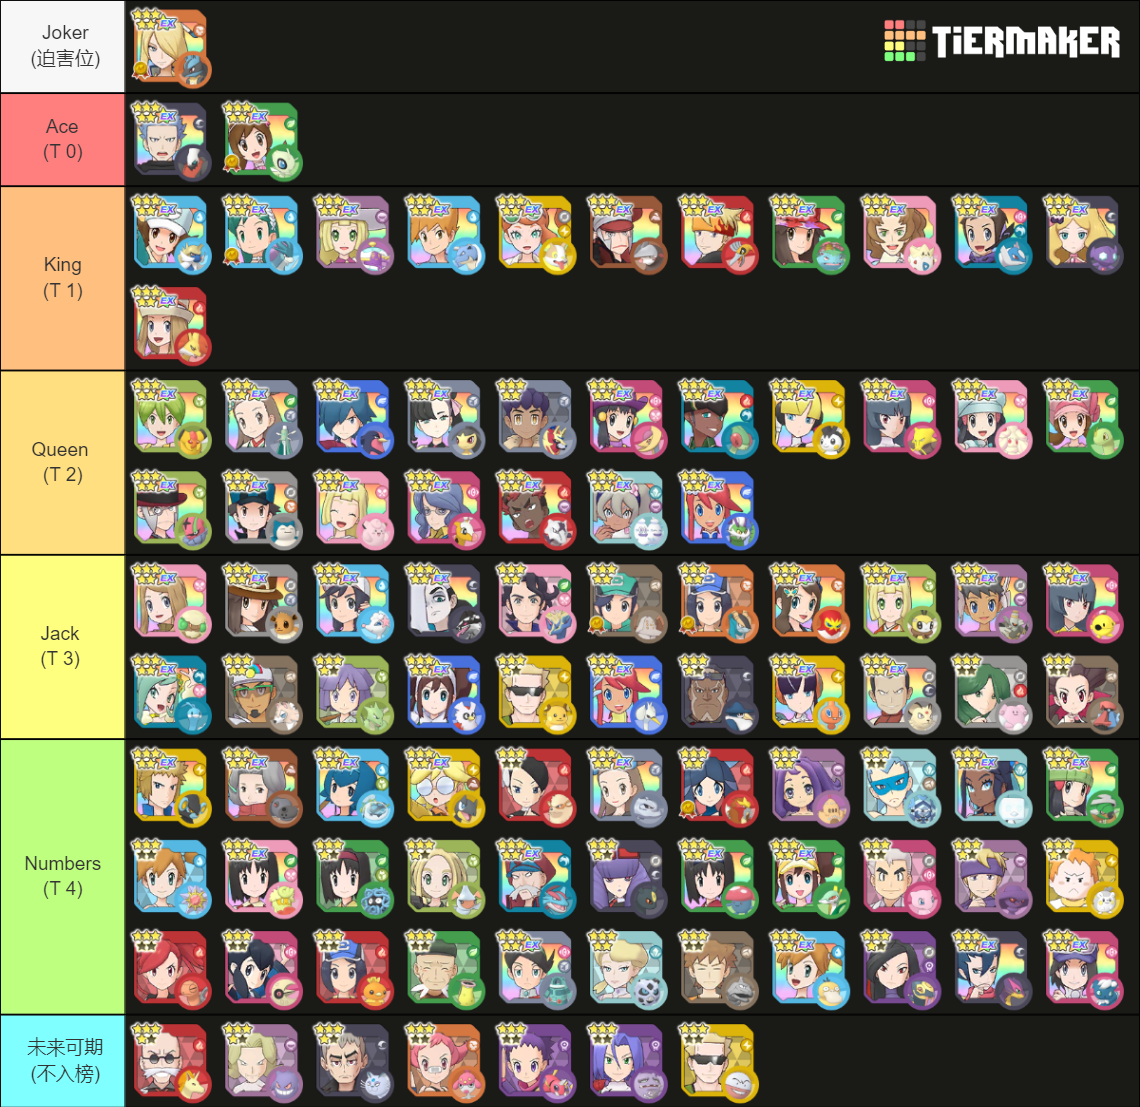 Joker
(迫害位)
TiERMAKER
Ace
(T 0)
King
(T 1)
Queen
(T 2)
Jack
(T 3)
Numbers
(T 4)
未来可期
(不入榜)